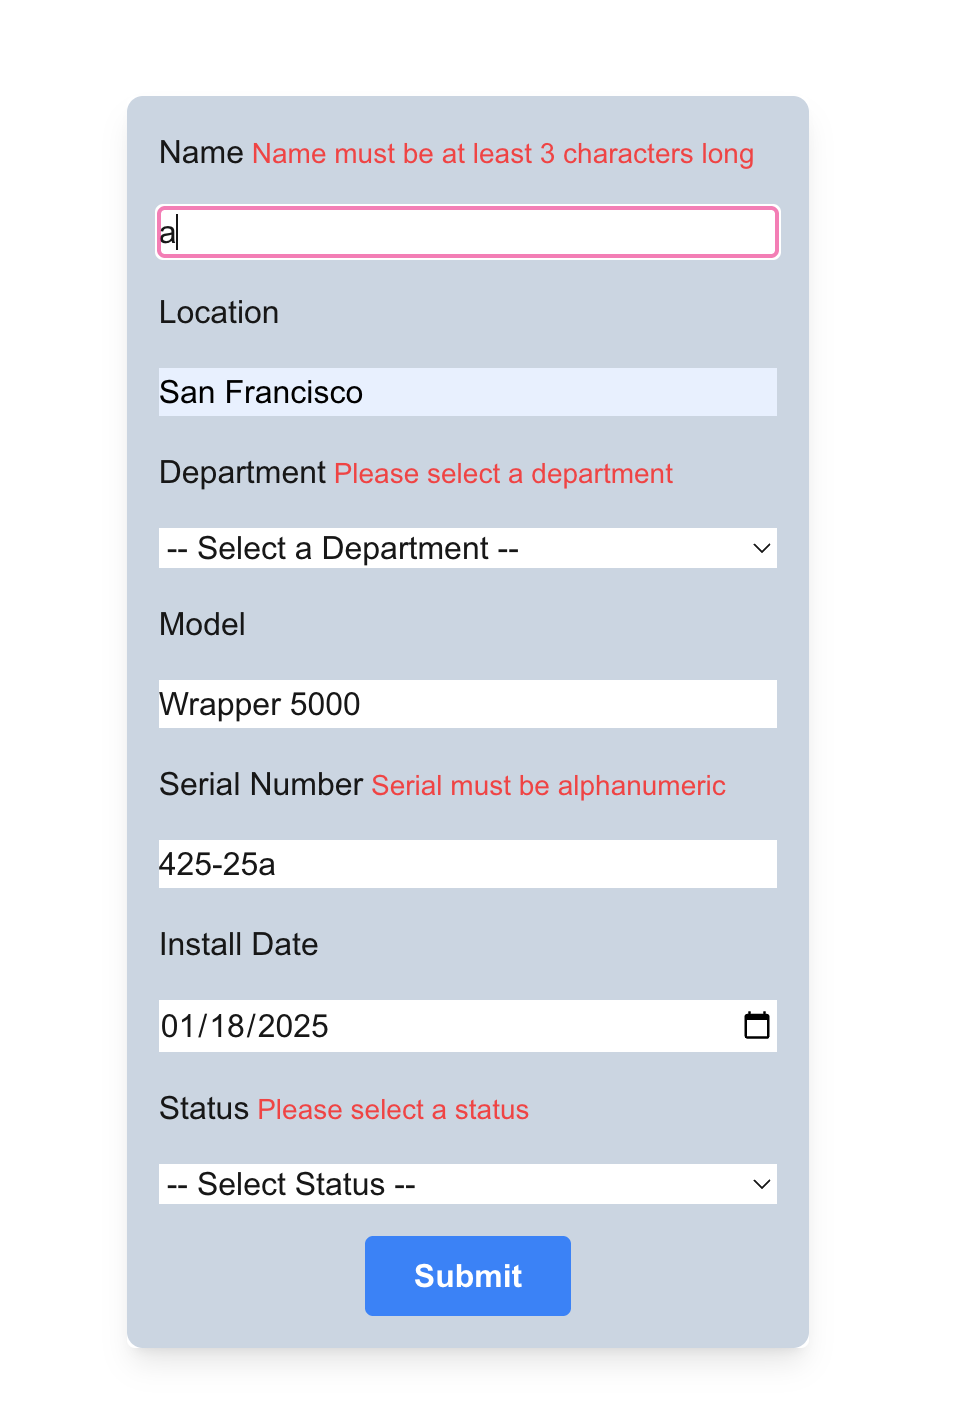 Name Name must be at least 3 characters long
a
Location
San Francisco
Department Please select a department
-- Select a Department --
Model
Wrapper 5000
Serial Number Serial must be alphanumeric
425-25a
Install Date
01/18/2025
Status Please select a status
-- Select Status --
Submit